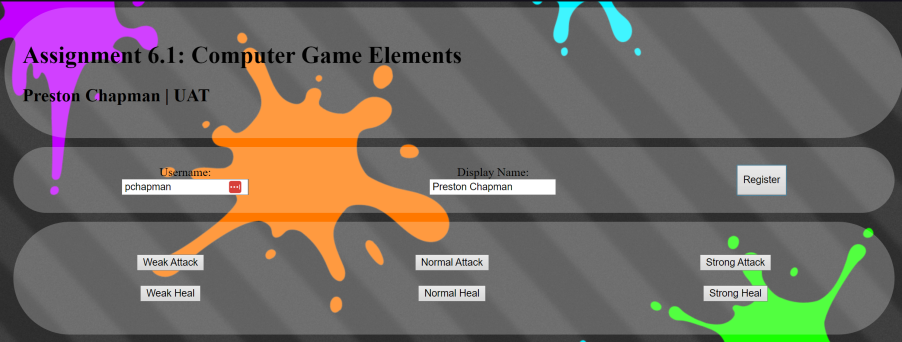 Assignment 6.1: Computer Game Elements
Preston Chapman | UAT
Username: Display Name:
pchapman Preston Chapman Register
Weak Attack Normal Attack Strong Attack
Weak Heal Normal Heal Strong Heal